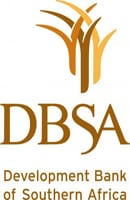 DBSA
Development Bank
of Southern Africa